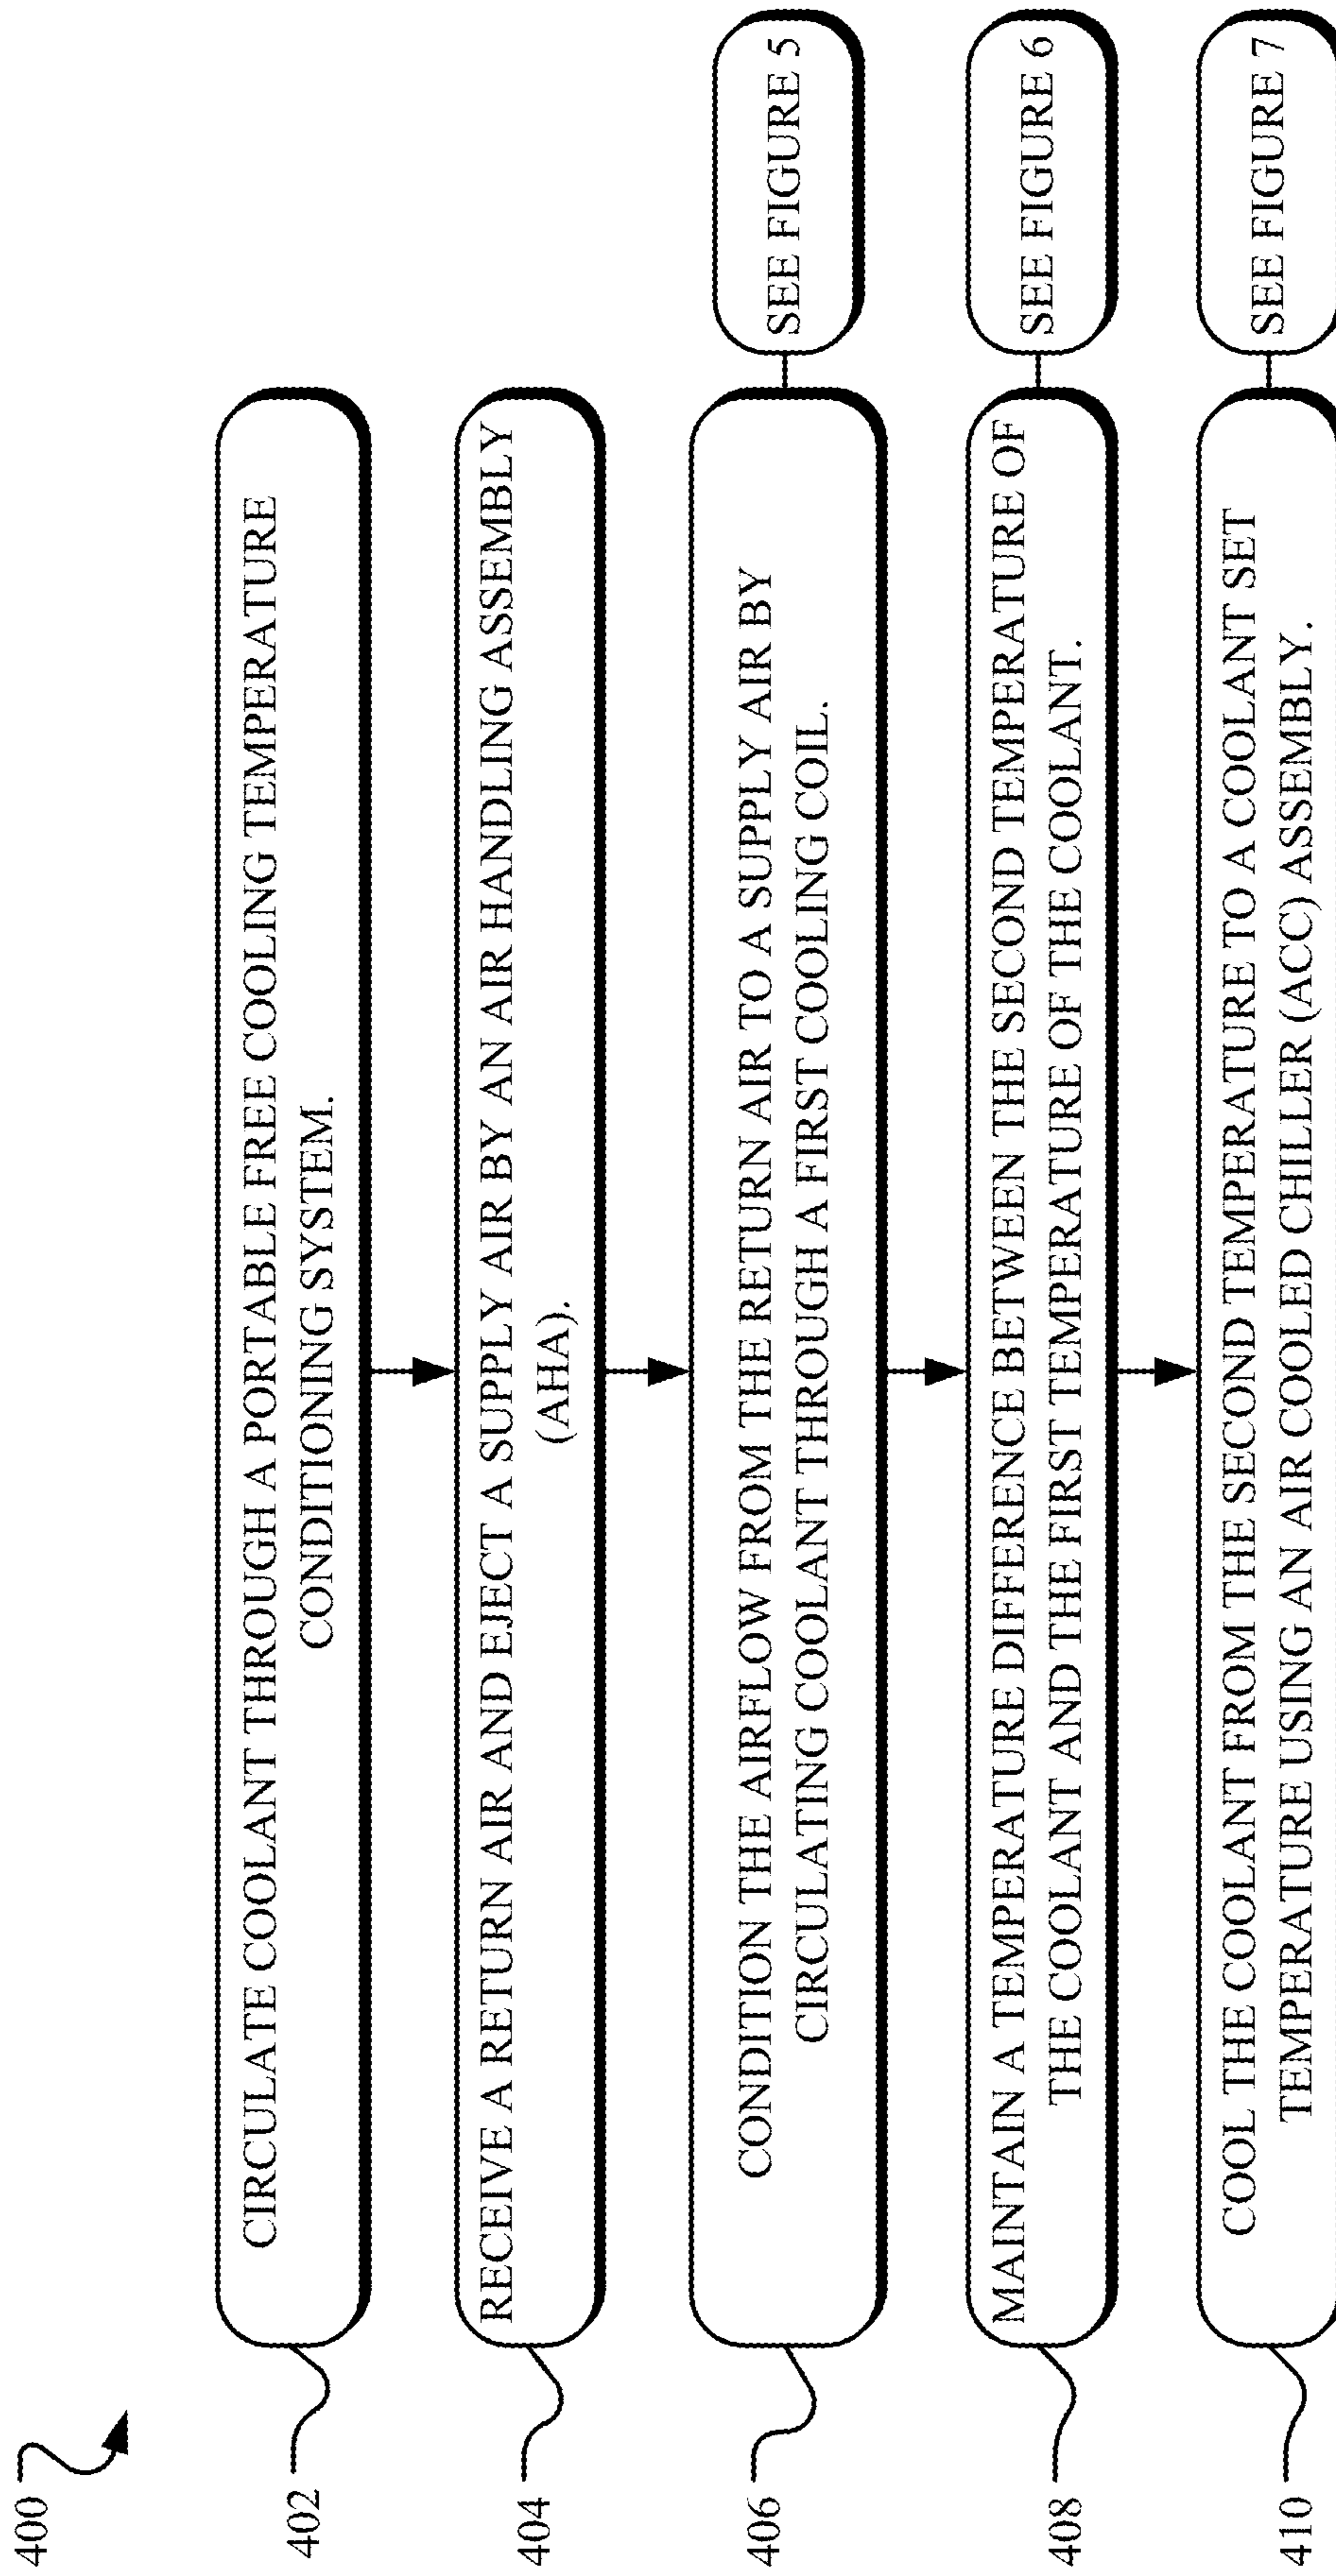 400
402
CIRCULATE COOLANT THROUGH A PORTABLE FREE COOLING TEMPERATURE
CONDITIONING SYSTEM.
404
RECEIVE A RETURN AIR AND EJECT A SUPPLY AIR BY AN AIR HANDLING ASSEMBLY
(AHA).
406
CONDITION THE AIRFLOW FROM THE RETURN AIR TO A SUPPLY AIR BY
CIRCULATING COOLANT THROUGH A FIRST COOLING COIL.
SEE FIGURE 5
408
MAINTAIN A TEMPERATURE DIFFERENCE BETWEEN THE SECOND TEMPERATURE OF
THE COOLANT AND THE FIRST TEMPERATURE OF THE COOLANT.
SEE FIGURE 6
410
COOL THE COOLANT FROM THE SECOND TEMPERATURE TO A COOLANT SET
TEMPERATURE USING AN AIR COOLED CHILLER (ACC) ASSEMBLY.
SEE FIGURE 7